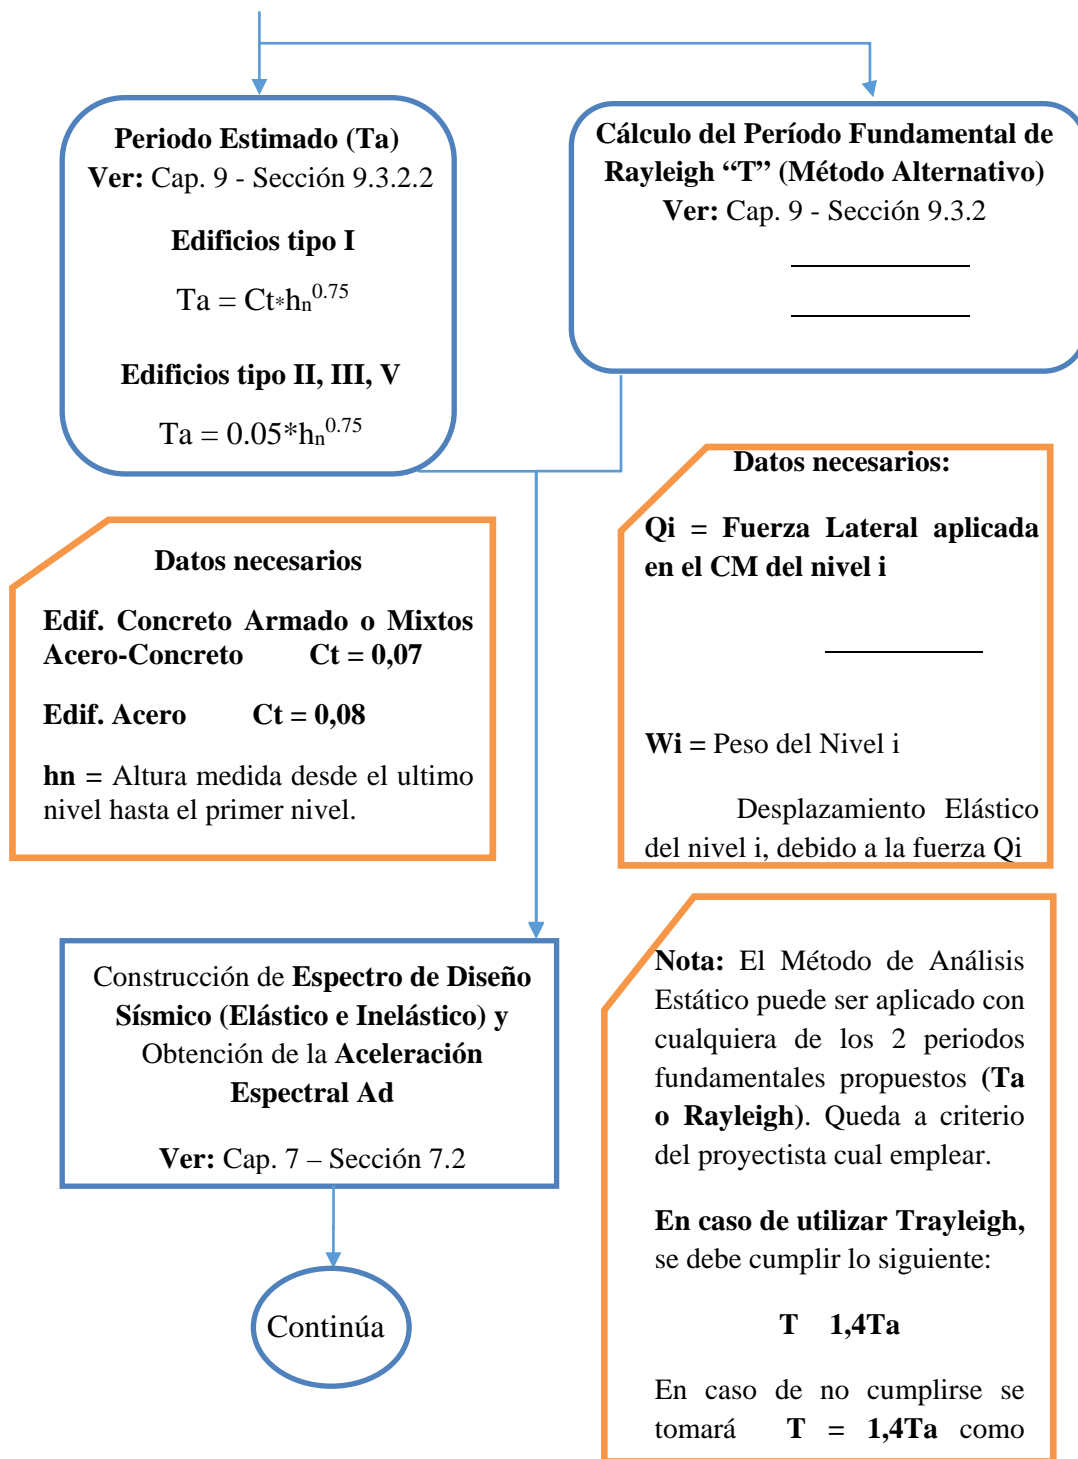 Periodo Estimado (Ta)
Ver: Cap. 9 - Sección 9.3.2.2
Edificios tipo I
Ta = Ct*hn^0.75
Edificios tipo II, III, V
Ta = 0.05*hn^0.75
Cálculo del Período Fundamental de
Rayleigh “T” (Método Alternativo)
Ver: Cap. 9 - Sección 9.3.2
Datos necesarios
Edif. Concreto Armado o Mixtos
Acero-Concreto Ct = 0,07
Edif. Acero Ct = 0,08
hn = Altura medida desde el ultimo
nivel hasta el primer nivel.
Datos necesarios:
Qi = Fuerza Lateral aplicada
en el CM del nivel i
Wi = Peso del Nivel i
Desplazamiento Elástico
del nivel i, debido a la fuerza Qi
Construcción de Espectro de Diseño
Sísmico (Elástico e Inelástico) y
Obtención de la Aceleración
Espectral Ad
Ver: Cap. 7 – Sección 7.2
Continúa
Nota: El Método de Análisis
Estático puede ser aplicado con
cualquiera de los 2 periodos
fundamentales propuestos (Ta
o Rayleigh). Queda a criterio
del proyectista cual emplear.
En caso de utilizar Trayleigh,
se debe cumplir lo siguiente:
T 1,4Ta
En caso de no cumplirse se
tomará T = 1,4Ta como